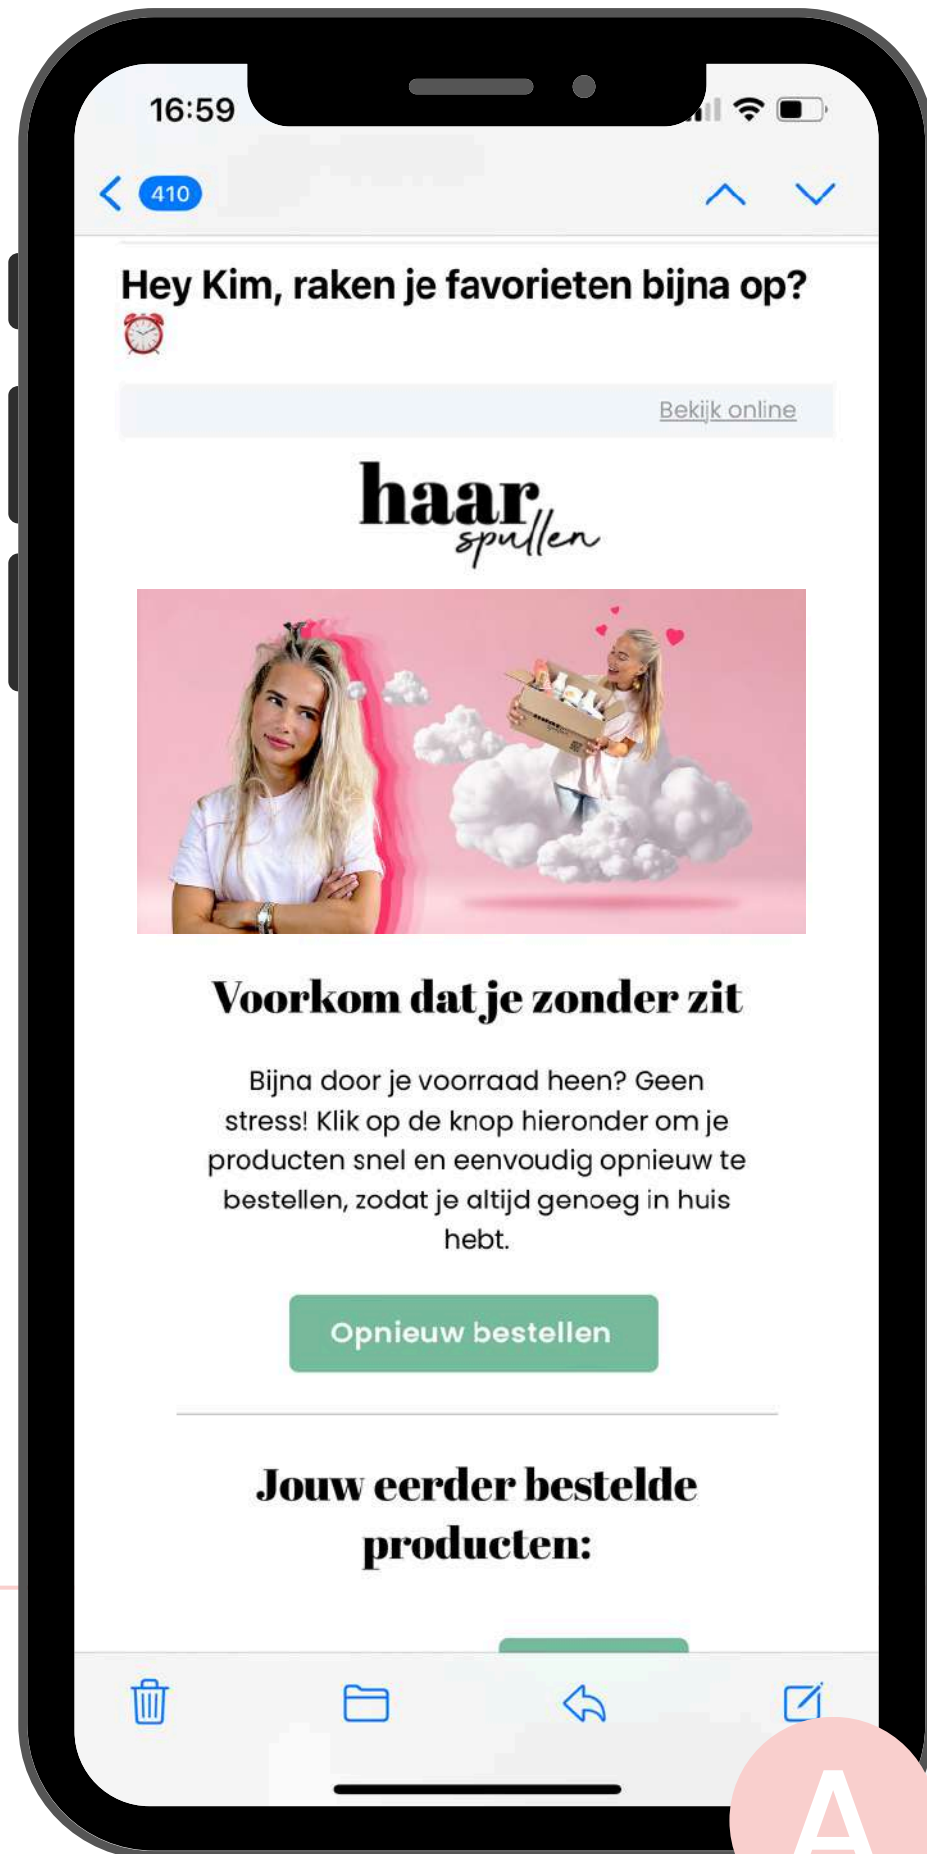 16:59
410
Hey Kim, raken je favorieten bijna op?
⏰
Bekijk online
haar
spullen
Voorkom dat je zonder zit
Bijna door je voorraad heen? Geen
stress! Klik op de knop hieronder om je
producten snel en eenvoudig opnieuw te
bestellen, zodat je altijd genoeg in huis
hebt.
Opnieuw bestellen
Jouw eerder bestelde
producten:
A